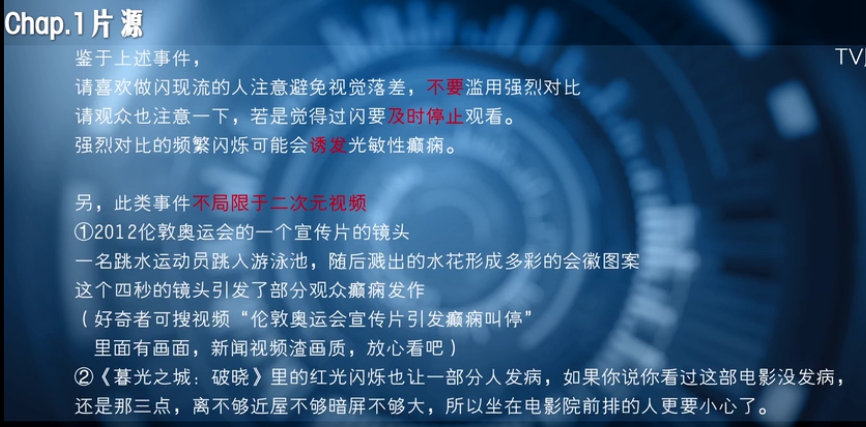 Chap.1片源
TV
鉴于上述事件，
请喜欢做闪现流的人注意避免视觉落差，不要滥用强烈对比
请观众也注意一下，若是觉得过闪要及时停止观看。
强烈对比的频繁闪烁可能会诱发光敏性癫痫。
另，此类事件不局限于二次元视频
①2012伦敦奥运会的一个宣传片的镜头
一名跳水运动员跳入游泳池，随后溅出的水花形成多彩的会徽图案
这个四秒的镜头引发了部分观众癫痫发作
（好奇者可搜视频“伦敦奥运会宣传片引发癫痫叫停”
里面有画面，新闻视频渣画质，放心看吧）
②《暮光之城：破晓》里的红光闪烁也让一部分人发病，如果你说你看过这部电影没发病，
还是那三点，离不够近屋不够暗屏不够大，所以坐在电影院前排的人更要小心了。